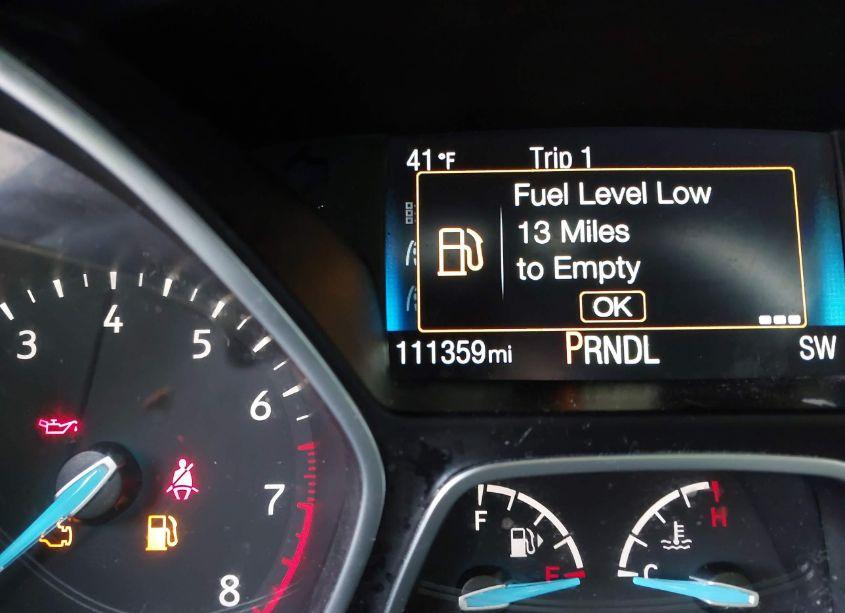 41°F Trip 1
Fuel Level Low
13 Miles
to Empty
OK
111359mi PRNDL SW
3 4 5 6 7 8
F E
H C